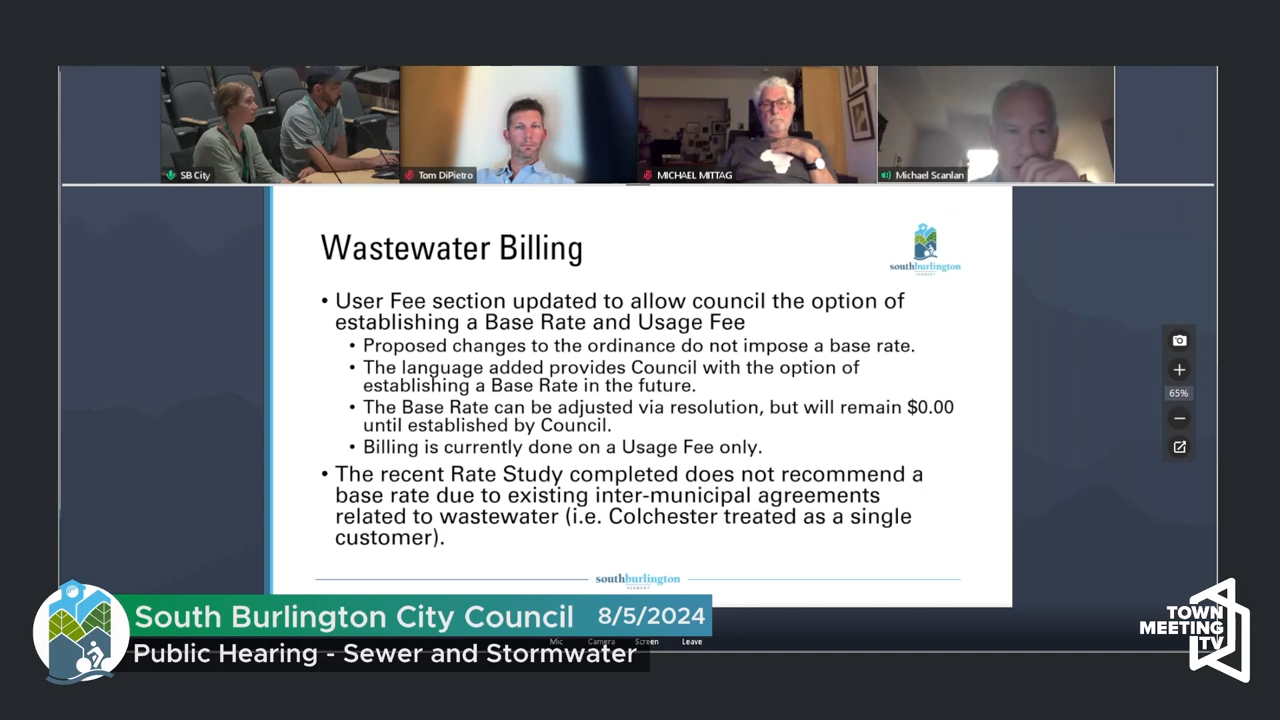 SB City
Tom DiPietro
MICHAEL MITTAG
Michael Scanlan
Wastewater Billing
southburlington
VERMONT
• User Fee section updated to allow council the option of
establishing a Base Rate and Usage Fee
• Proposed changes to the ordinance do not impose a base rate.
• The language added provides Council with the option of
establishing a Base Rate in the future.
• The Base Rate can be adjusted via resolution, but will remain $0.00
until established by Council.
• Billing is currently done on a Usage Fee only.
• The recent Rate Study completed does not recommend a
base rate due to existing inter-municipal agreements
related to wastewater (i.e. Colchester treated as a single
customer).
65%
southburlington
VERMONT
South Burlington City Council 8/5/2024
Mic Camera Screen Leave
Public Hearing - Sewer and Stormwater
TOWN
MEETING
TV